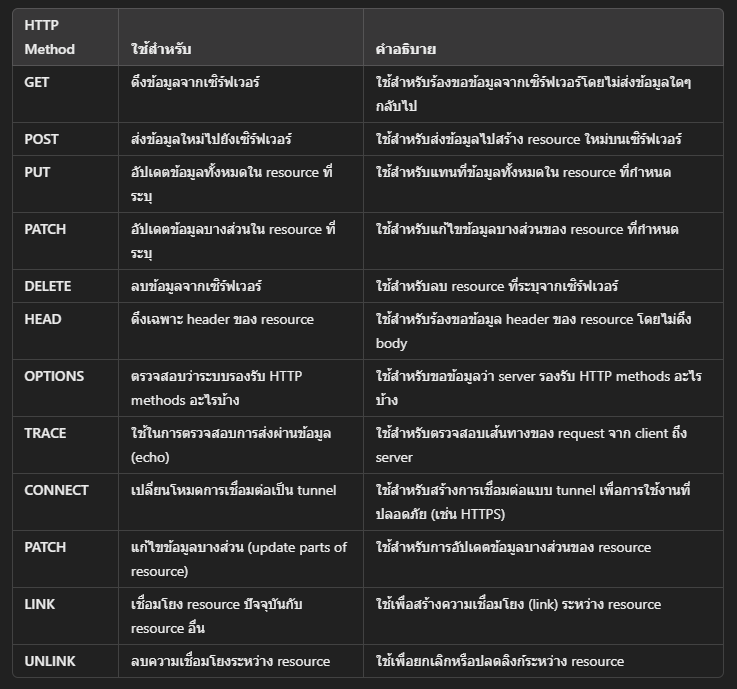 HTTP
Method ใช้สำหรับ คำอธิบาย
GET ดึงข้อมูลจากเซิร์ฟเวอร์ ใช้สำหรับร้องขอข้อมูลจากเซิร์ฟเวอร์โดยไม่ส่งข้อมูลใดๆ
กลับไป
POST ส่งข้อมูลใหม่ไปยังเซิร์ฟเวอร์ ใช้สำหรับส่งข้อมูลไปสร้าง resource ใหม่บนเซิร์ฟเวอร์
PUT อัปเดตข้อมูลทั้งหมดใน resource ที่ ใช้สำหรับแทนที่ข้อมูลทั้งหมดใน resource ที่กำหนด
ระบุ
PATCH อัปเดตข้อมูลบางส่วนใน resource ที่ ใช้สำหรับแก้ไขข้อมูลบางส่วนของ resource ที่กำหนด
ระบุ
DELETE ลบข้อมูลจากเซิร์ฟเวอร์ ใช้สำหรับลบ resource ที่ระบุจากเซิร์ฟเวอร์
HEAD ดึงเฉพาะ header ของ resource ใช้สำหรับร้องขอข้อมูล header ของ resource โดยไม่ดึง
body
OPTIONS ตรวจสอบว่าระบบรองรับ HTTP ใช้สำหรับขอข้อมูลว่า server รองรับ HTTP methods อะไร
methods อะไรบ้าง บ้าง
TRACE ใช้ในการตรวจสอบการส่งผ่านข้อมูล ใช้สำหรับตรวจสอบเส้นทางของ request จาก client ถึง
(echo) server
CONNECT เปลี่ยนโหมดการเชื่อมต่อเป็น tunnel ใช้สำหรับสร้างการเชื่อมต่อแบบ tunnel เพื่อการใช้งานที่
ปลอดภัย (เช่น HTTPS)
PATCH แก้ไขข้อมูลบางส่วน (update parts of ใช้สำหรับการอัปเดตข้อมูลบางส่วนของ resource
resource)
LINK เชื่อมโยง resource ปัจจุบันกับ ใช้เพื่อสร้างความเชื่อมโยง (link) ระหว่าง resource
resource อื่น
UNLINK ลบความเชื่อมโยงระหว่าง resource ใช้เพื่อยกเลิกหรือปลดลิงก์ระหว่าง resource